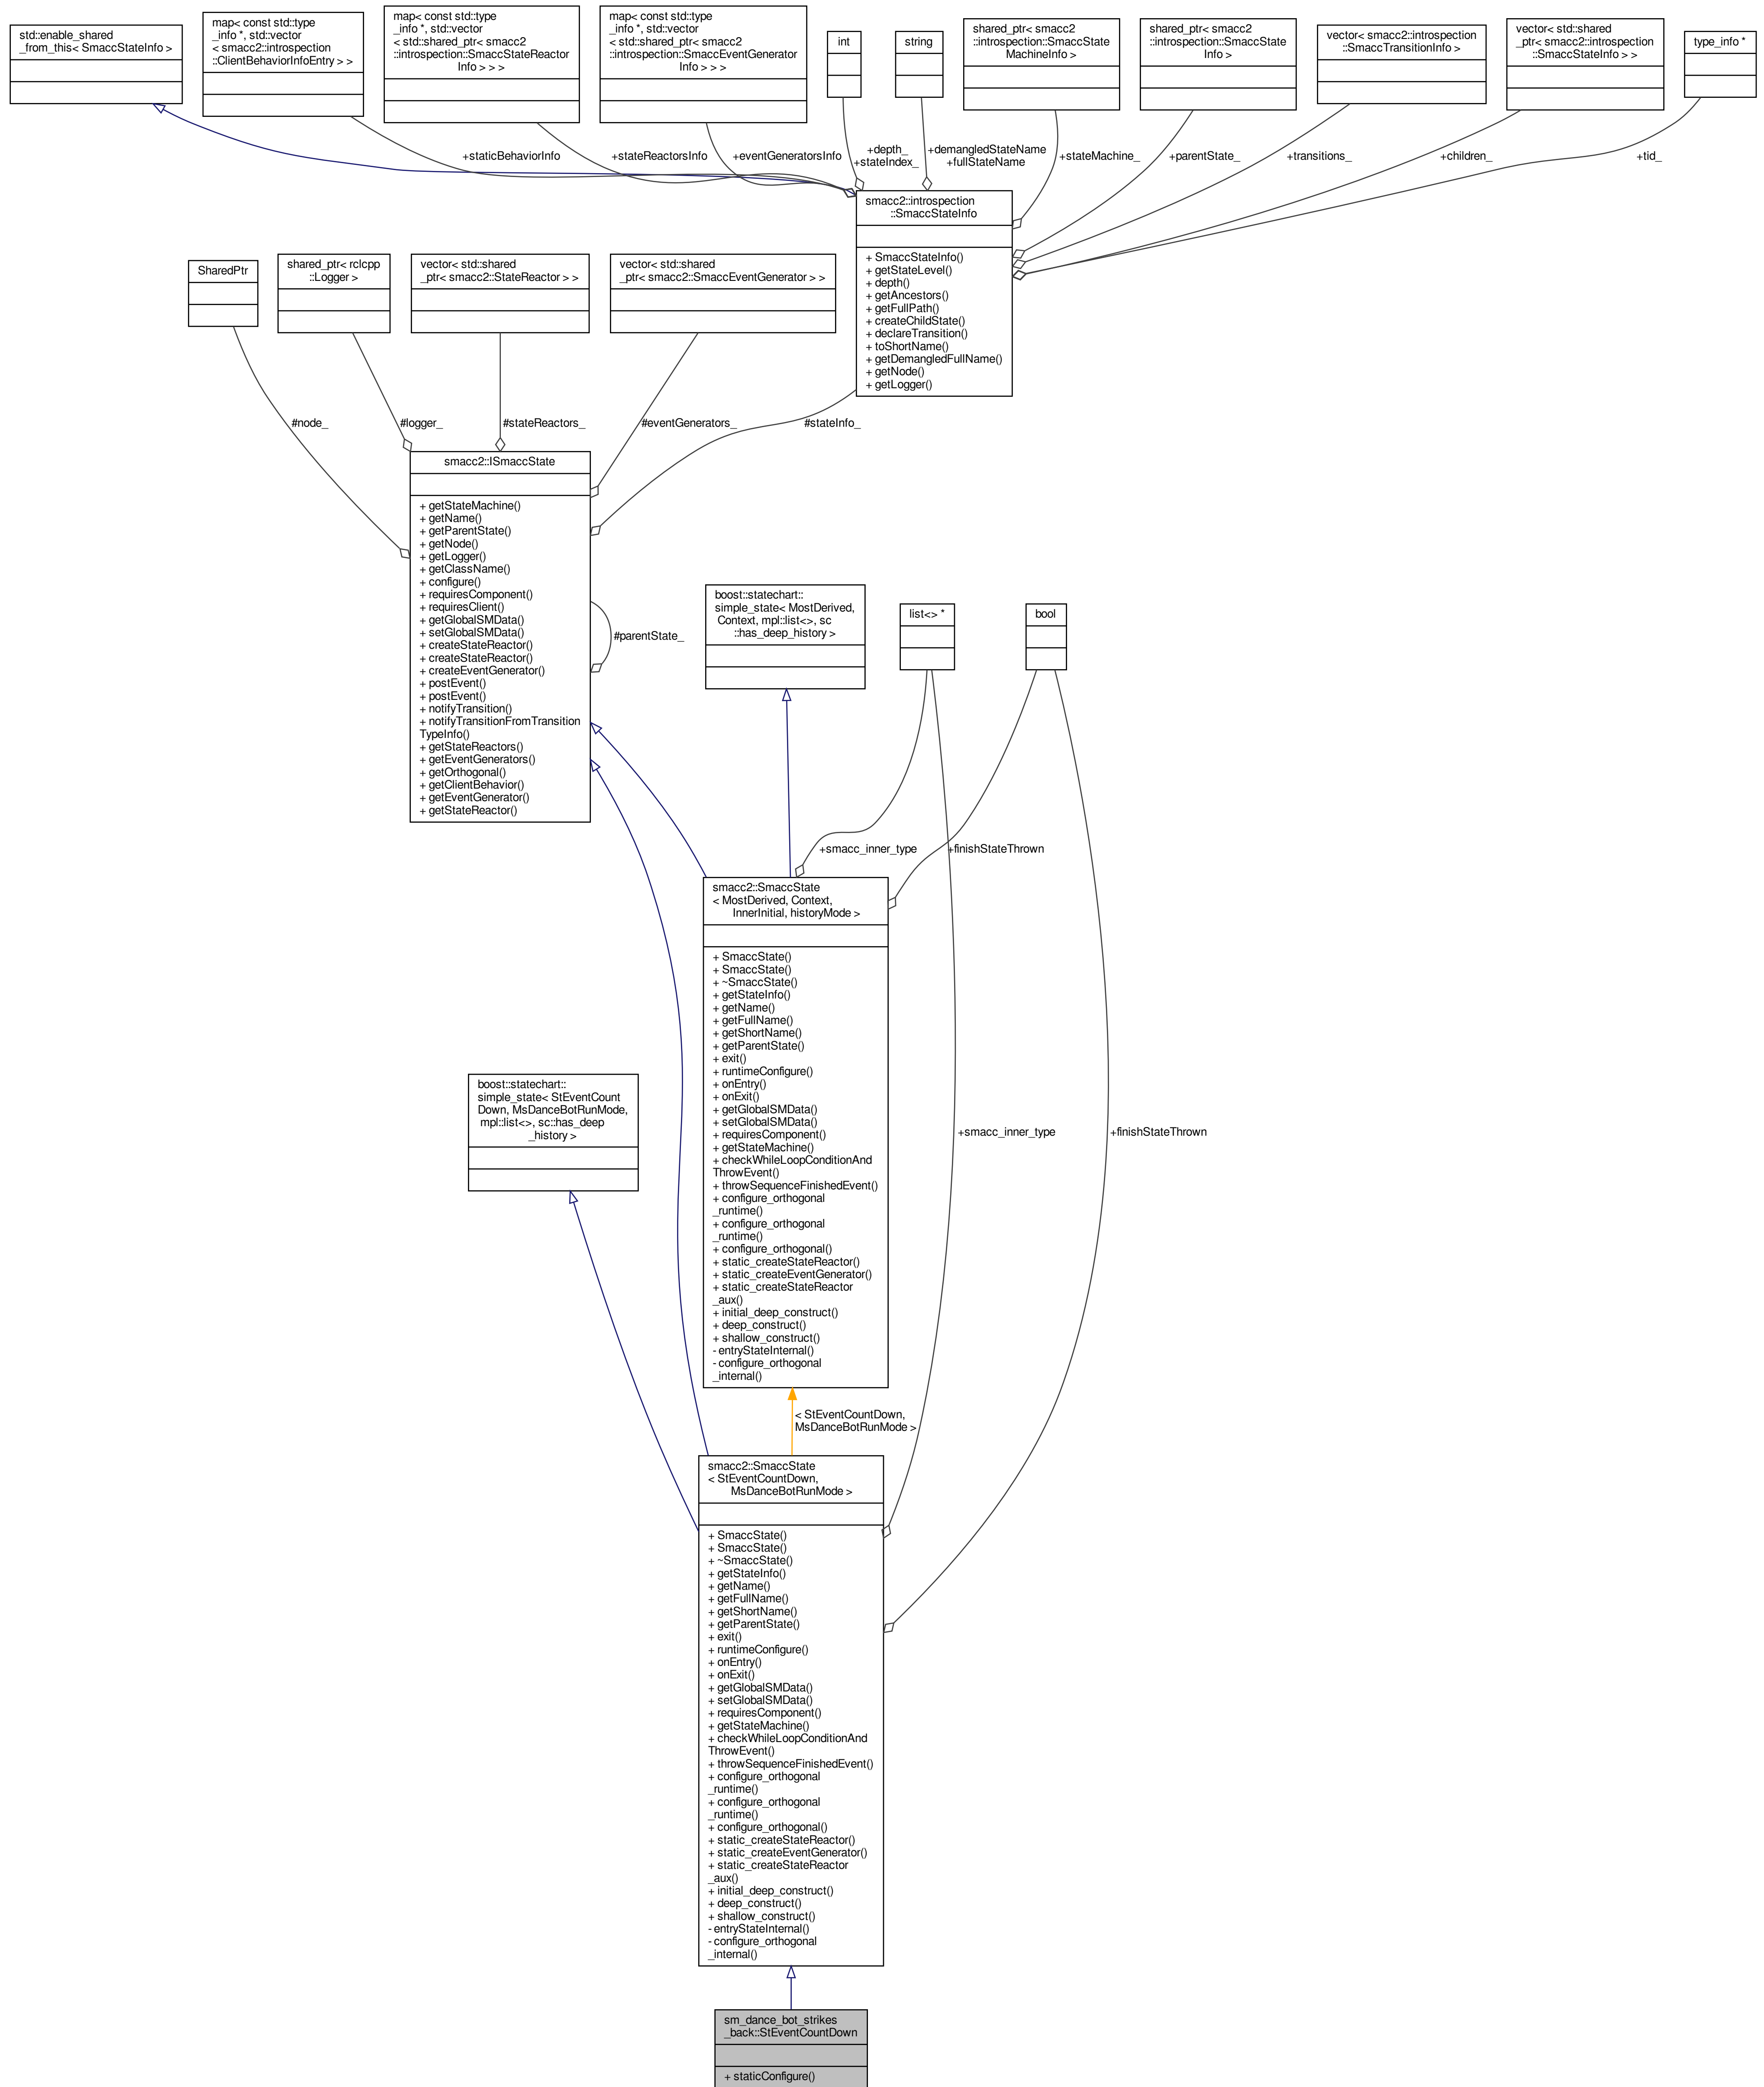 std::enable_shared
_from_this< SmaccStateInfo >
map< const std::type
_info *, std::vector
< smacc2::introspection
::ClientBehaviorInfoEntry > >
map< const std::type
_info *, std::vector
< std::shared_ptr< smacc2
::introspection::SmaccStateReactor
Info > > >
map< const std::type
_info *, std::vector
< std::shared_ptr< smacc2
::introspection::SmaccEventGenerator
Info > > >
int
string
shared_ptr< smacc2
::introspection::SmaccState
MachineInfo >
shared_ptr< smacc2
::introspection::SmaccState
Info >
vector< smacc2::introspection
::SmaccTransitionInfo >
vector< std::shared
_ptr< smacc2::introspection
::SmaccStateInfo > >
type_info *
+staticBehaviorInfo
+stateReactorsInfo
+eventGeneratorsInfo
+depth_
+stateIndex_
+demangledStateName
+fullStateName
+stateMachine_
+parentState_
+transitions_
+children_
+tid_
smacc2::introspection
::SmaccStateInfo
+ SmaccStateInfo()
+ getStateLevel()
+ depth()
+ getAncestors()
+ getFullPath()
+ createChildState()
+ declareTransition()
+ toShortName()
+ getDemangledFullName()
+ getNode()
+ getLogger()
SharedPtr
shared_ptr< rclcpp
::Logger >
vector< std::shared
_ptr< smacc2::StateReactor > >
vector< std::shared
_ptr< smacc2::SmaccEventGenerator > >
#node_
#logger_
#stateReactors_
#eventGenerators_
#stateInfo_
smacc2::ISmaccState
+ getStateMachine()
+ getName()
+ getParentState()
+ getNode()
+ getLogger()
+ getClassName()
+ configure()
+ requiresComponent()
+ requiresClient()
+ getGlobalSMData()
+ setGlobalSMData()
+ createStateReactor()
+ createStateReactor()
+ createEventGenerator()
+ postEvent()
+ postEvent()
+ notifyTransition()
+ notifyTransitionFromTransition
TypeInfo()
+ getStateReactors()
+ getEventGenerators()
+ getOrthogonal()
+ getClientBehavior()
+ getEventGenerator()
+ getStateReactor()
#parentState_
boost::statechart::
simple_state< MostDerived,
Context, mpl::list<>, sc
::has_deep_history >
list<> *
bool
+smacc_inner_type
+finishStateThrown
smacc2::SmaccState
< MostDerived, Context,
InnerInitial, historyMode >
+ SmaccState()
+ SmaccState()
+ ~SmaccState()
+ getStateInfo()
+ getName()
+ getFullName()
+ getShortName()
+ getParentState()
+ exit()
+ runtimeConfigure()
+ onEntry()
+ onExit()
+ getGlobalSMData()
+ setGlobalSMData()
+ requiresComponent()
+ getStateMachine()
+ checkWhileLoopConditionAnd
ThrowEvent()
+ throwSequenceFinishedEvent()
+ configure_orthogonal
_runtime()
+ configure_orthogonal
_runtime()
+ configure_orthogonal()
+ static_createStateReactor()
+ static_createEventGenerator()
+ static_createStateReactor
_aux()
+ initial_deep_construct()
+ deep_construct()
+ shallow_construct()
- entryStateInternal()
- configure_orthogonal
_internal()
boost::statechart::
simple_state< StEventCount
Down, MsDanceBotRunMode,
mpl::list<>, sc::has_deep
_history >
+smacc_inner_type
+finishStateThrown
< StEventCountDown,
MsDanceBotRunMode >
smacc2::SmaccState
< StEventCountDown,
MsDanceBotRunMode >
+ SmaccState()
+ SmaccState()
+ ~SmaccState()
+ getStateInfo()
+ getName()
+ getFullName()
+ getShortName()
+ getParentState()
+ exit()
+ runtimeConfigure()
+ onEntry()
+ onExit()
+ getGlobalSMData()
+ setGlobalSMData()
+ requiresComponent()
+ getStateMachine()
+ checkWhileLoopConditionAnd
ThrowEvent()
+ throwSequenceFinishedEvent()
+ configure_orthogonal
_runtime()
+ configure_orthogonal
_runtime()
+ configure_orthogonal()
+ static_createStateReactor()
+ static_createEventGenerator()
+ static_createStateReactor
_aux()
+ initial_deep_construct()
+ deep_construct()
+ shallow_construct()
- entryStateInternal()
- configure_orthogonal
_internal()
sm_dance_bot_strikes
_back::StEventCountDown
+ staticConfigure()